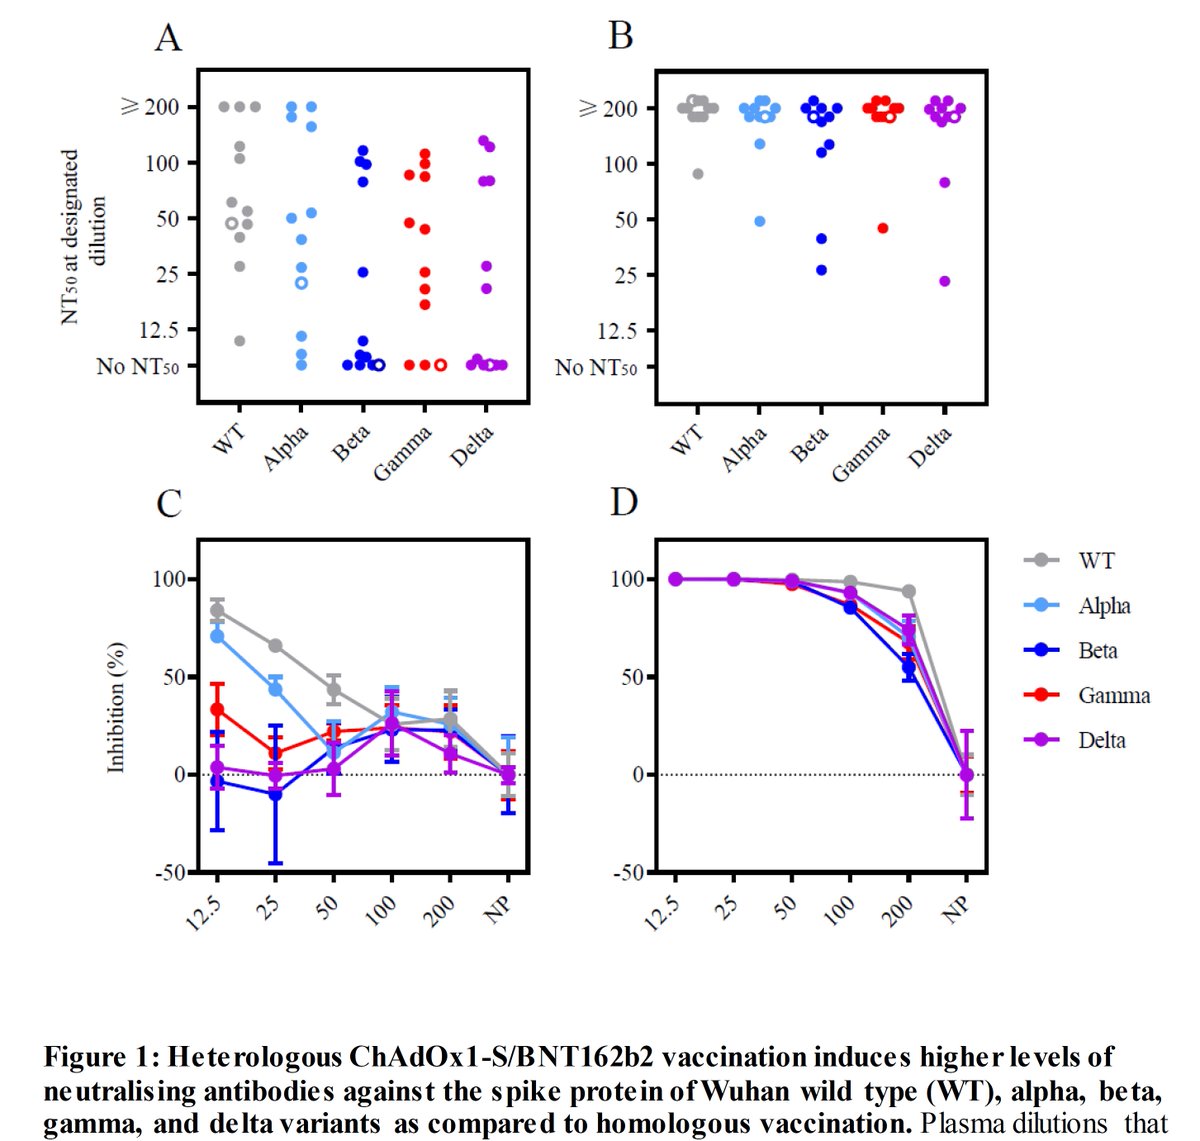 A
B
NT50 at designated
dilution
⩾ 200
100
50
25
12.5
No NT50
WT
Alpha
Beta
Gamma
Delta
⩾ 200
100
50
25
12.5
No NT50
WT
Alpha
Beta
Gamma
Delta
C
D
Inhibition (%)
100
50
0
-50
12.5
25
50
100
200
NP
100
50
0
-50
12.5
25
50
100
200
NP
WT
Alpha
Beta
Gamma
Delta
Figure 1: Heterologous ChAdOx1-S/BNT162b2 vaccination induces higher levels of
neutralising antibodies against the spike protein of Wuhan wild type (WT), alpha, beta,
gamma, and delta variants as compared to homologous vaccination. Plasma dilutions that